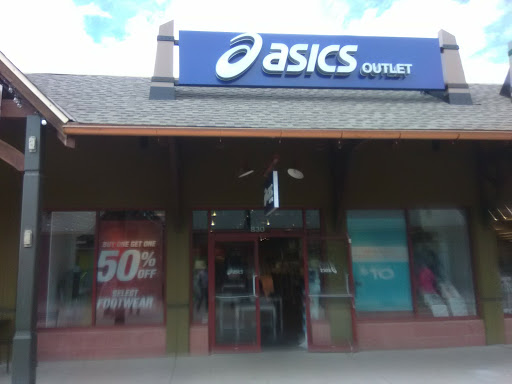 asics OUTLET
830
BUY ONE GET ONE
50% OFF
SELECT
FOOTWEAR
$10